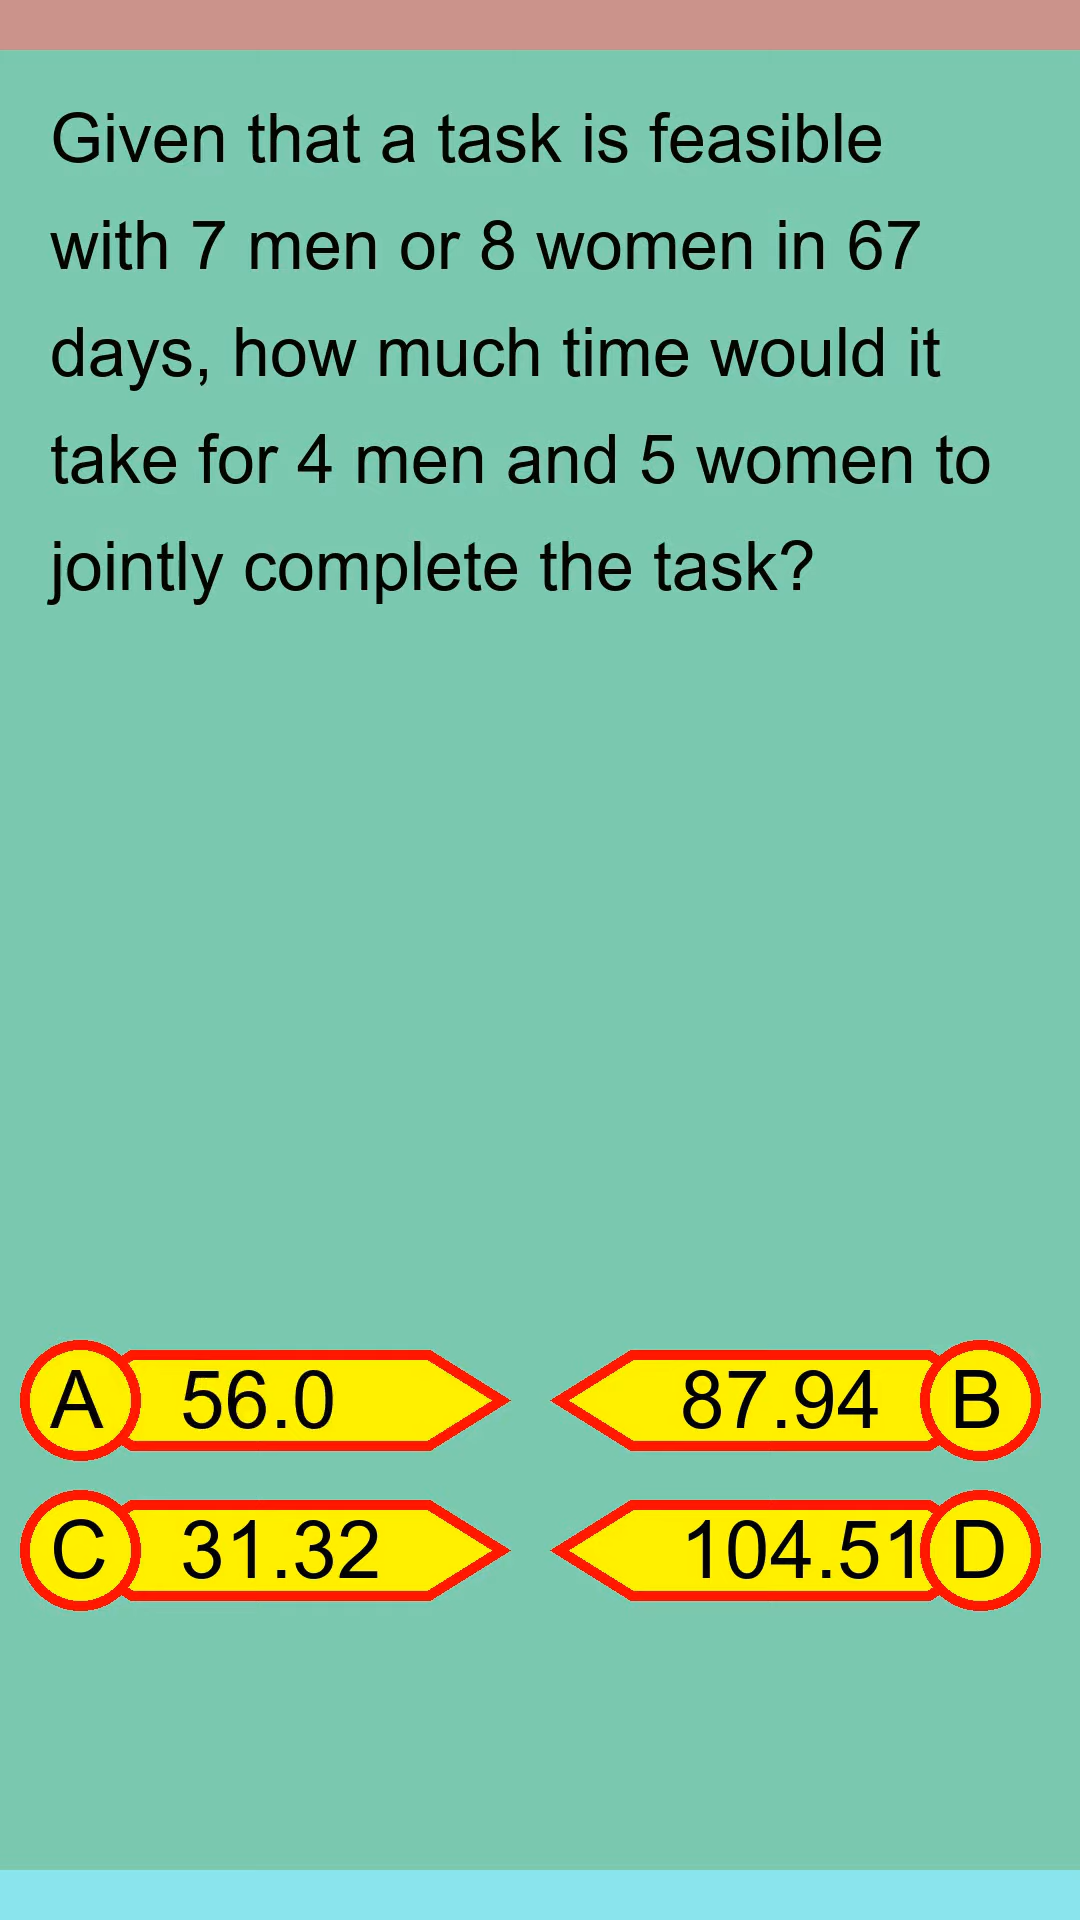 Given that a task is feasible
with 7 men or 8 women in 67
days, how much time would it
take for 4 men and 5 women to
jointly complete the task?
A 56.0
87.94 B
C 31.32
104.51 D